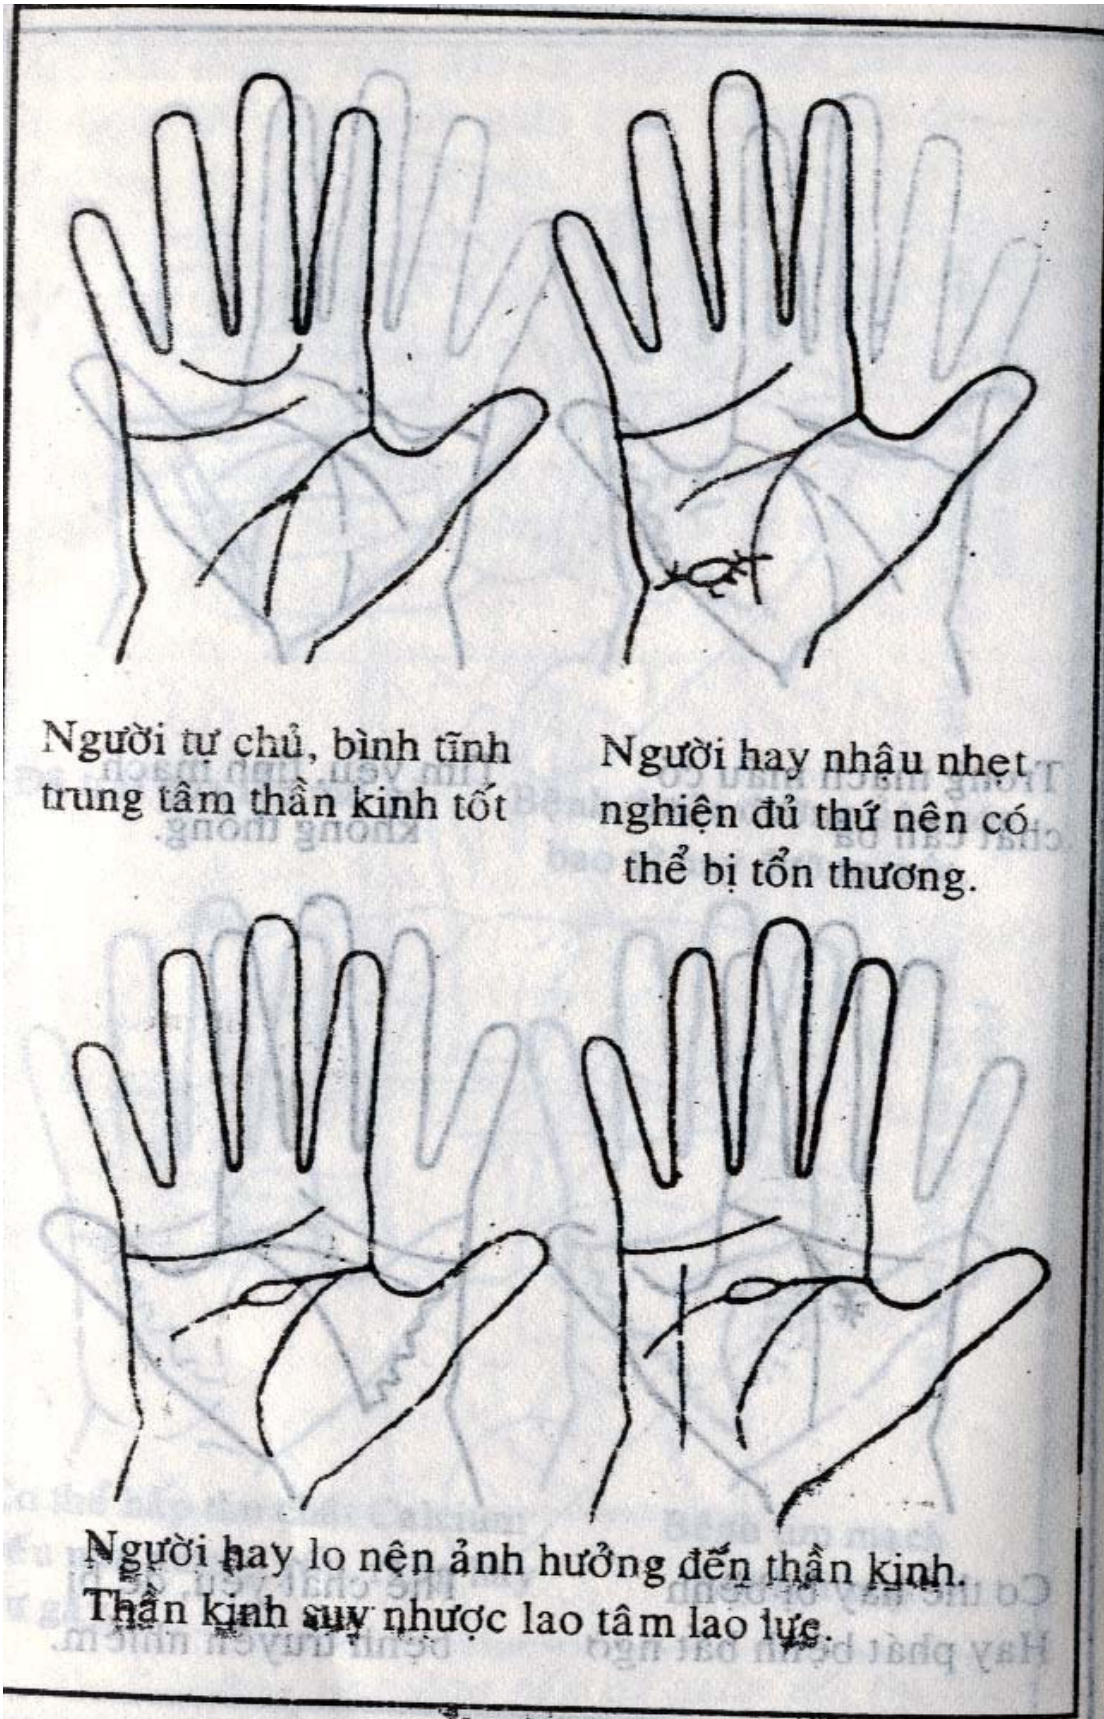 Người tự chủ, bình tĩnh
trung tâm thần kinh tốt
Người hay nhậu nhẹt
nghiện đủ thứ nên có
thể bị tổn thương.
Người hay lo nên ảnh hưởng đến thần kinh.
Thần kinh suy nhược lao tâm lao lực.